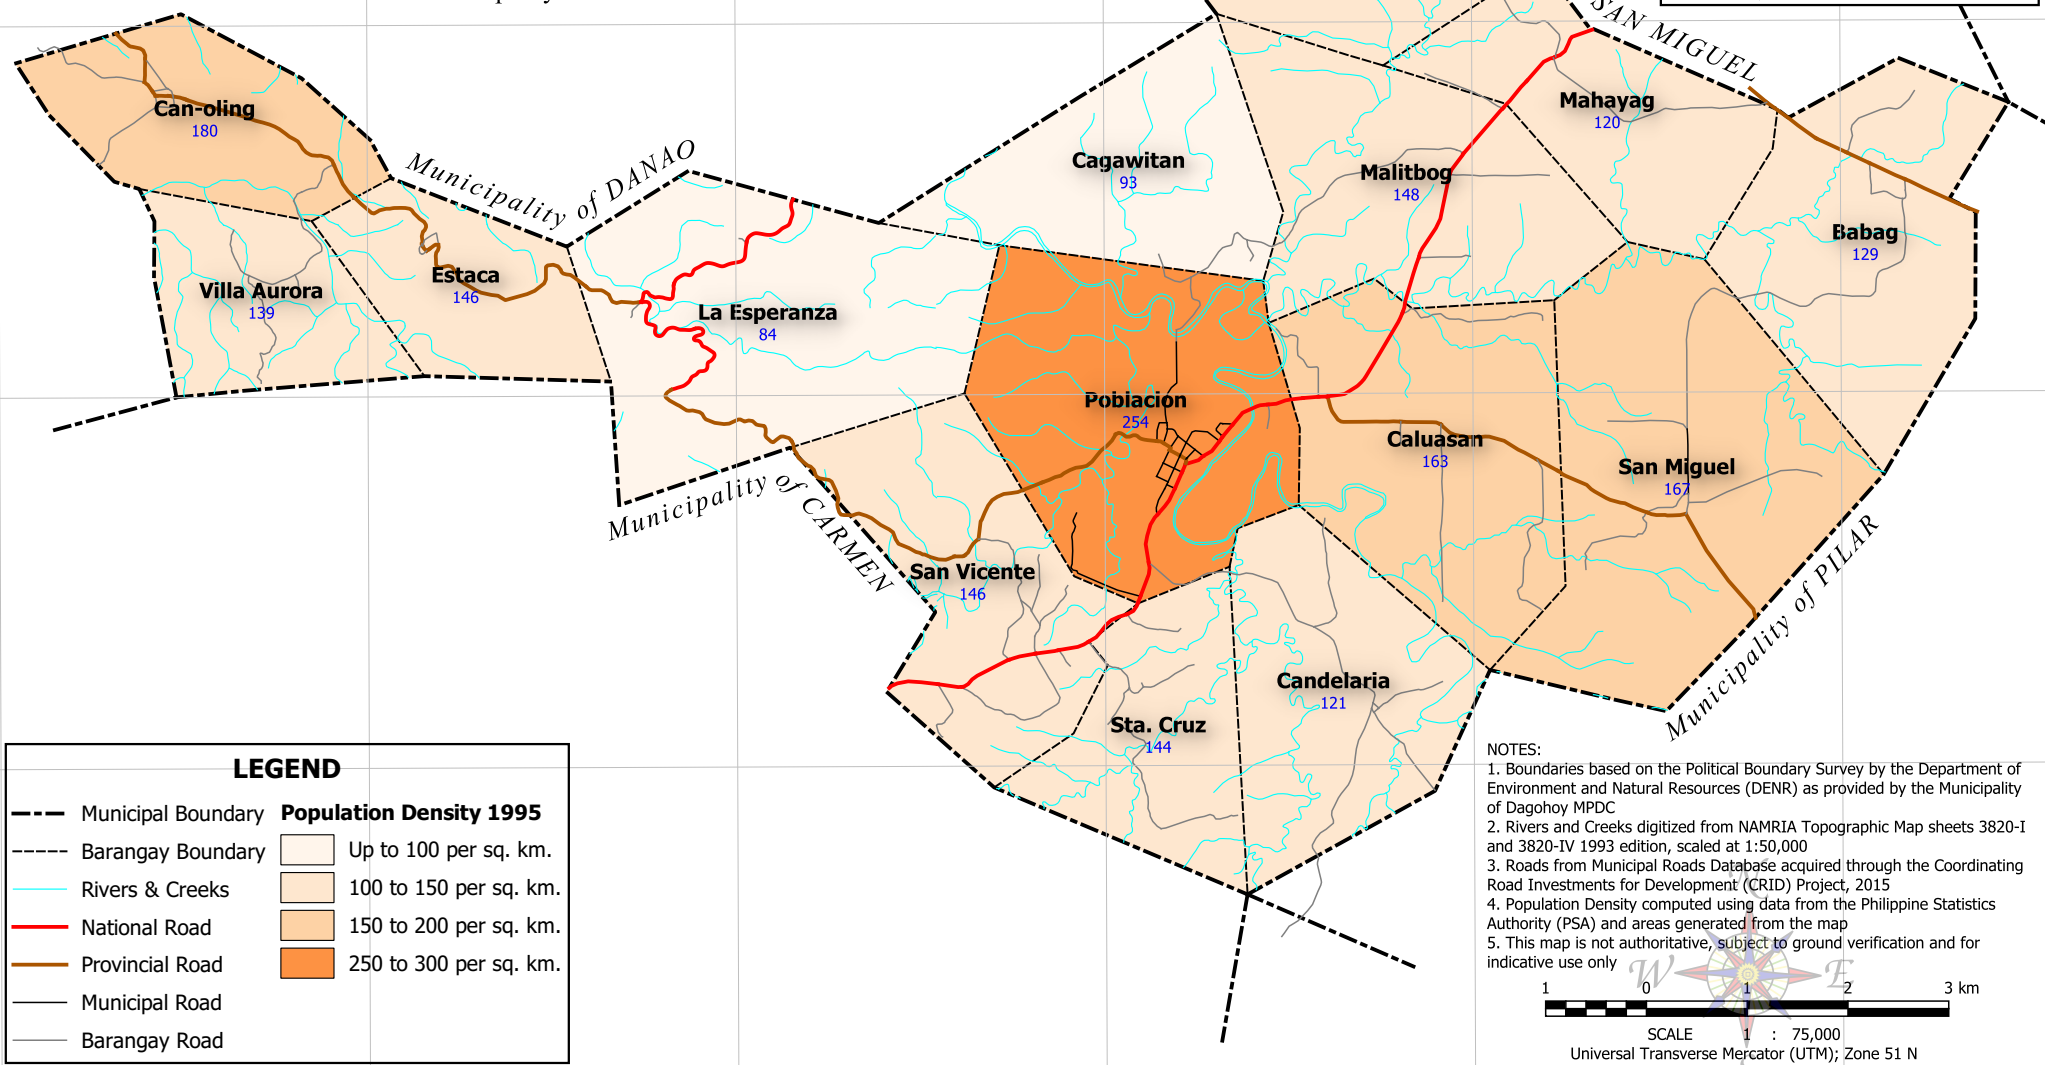 SAN MIGUEL
Can-oling
180
Mahayag
120
Municipality of DANAO
Cagawitan
93
Malitbog
148
Babag
129
Villa Aurora
139
Estaca
146
La Esperanza
84
Poblacion
254
Caluasan
163
San Miguel
167
Municipality of CARMEN
San Vicente
146
Municipality of PILAR
Candelaria
121
Sta. Cruz
144
LEGEND
Municipal Boundary
Barangay Boundary
Rivers & Creeks
National Road
Provincial Road
Municipal Road
Barangay Road
Population Density 1995
Up to 100 per sq. km.
100 to 150 per sq. km.
150 to 200 per sq. km.
250 to 300 per sq. km.
NOTES:
1. Boundaries based on the Political Boundary Survey by the Department of
Environment and Natural Resources (DENR) as provided by the Municipality
of Dagohoy MPDC
2. Rivers and Creeks digitized from NAMRIA Topographic Map sheets 3820-I
and 3820-IV 1993 edition, scaled at 1:50,000
3. Roads from Municipal Roads Database acquired through the Coordinating
Road Investments for Development (CRID) Project, 2015
4. Population Density computed using data from the Philippine Statistics
Authority (PSA) and areas generated from the map
5. This map is not authoritative, subject to ground verification and for
indicative use only
N
W E
1 0 1 2 3 km
SCALE 1 : 75,000
Universal Transverse Mercator (UTM); Zone 51 N